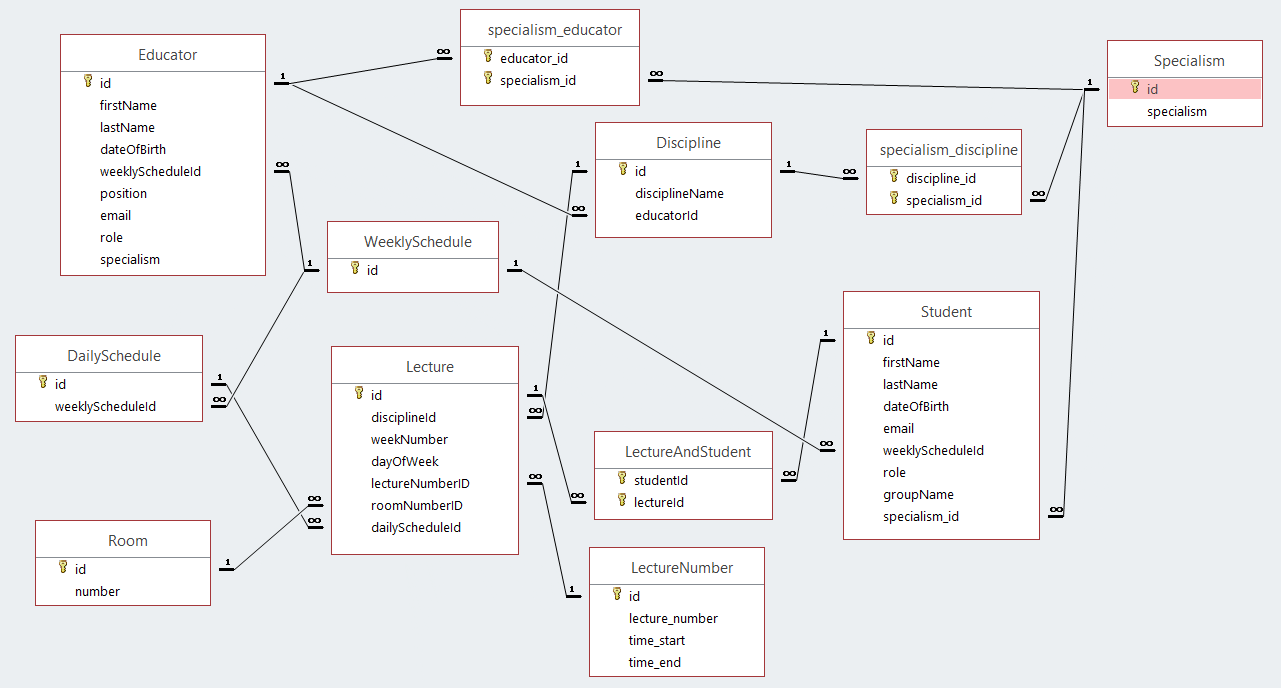 Educator
id
firstName
lastName
dateOfBirth
weeklyScheduleId
position
email
role
specialism
1
∞
specialism_educator
educator_id
specialism_id
∞
∞
Specialism
id
specialism
1
Discipline
id
disciplineName
educatorId
1
∞
1
specialism_discipline
discipline_id
specialism_id
∞
∞
WeeklySchedule
id
1
1
DailySchedule
id
weeklyScheduleId
1
∞
Lecture
id
disciplineId
weekNumber
dayOfWeek
lectureNumberID
roomNumberID
dailyScheduleId
1
∞
∞
∞
∞
Student
id
firstName
lastName
dateOfBirth
email
weeklyScheduleId
role
groupName
specialism_id
1
∞
∞
LectureAndStudent
studentId
lectureId
∞
∞
Room
id
number
1
LectureNumber
id
lecture_number
time_start
time_end
1